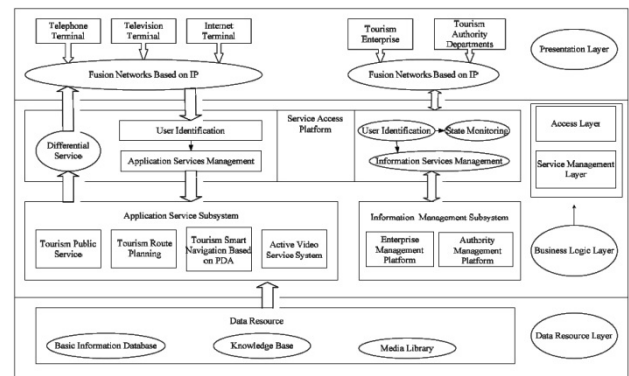 Telephone
Terminal
Television
Terminal
Internet
Terminal
Tourism
Enterprise
Tourism
Authority
Departments
Presentation Layer
Fusion Networks Based on IP
Fusion Networks Based on IP
Differential
Service
User Identification
Application Services Management
Service Access
Platform
User Identification
State Monitoring
Information Services Management
Access Layer
Service Management
Layer
Application Service Subsystem
Tourism Public
Service
Tourism Route
Planning
Tourism Smart
Navigation Based
on PDA
Active Video
Service System
Information Management Subsystem
Enterprise
Management
Platform
Authority
Management
Platform
Business Logic Layer
Data Resource
Basic Information Database
Knowledge Base
Media Library
Data Resource Layer